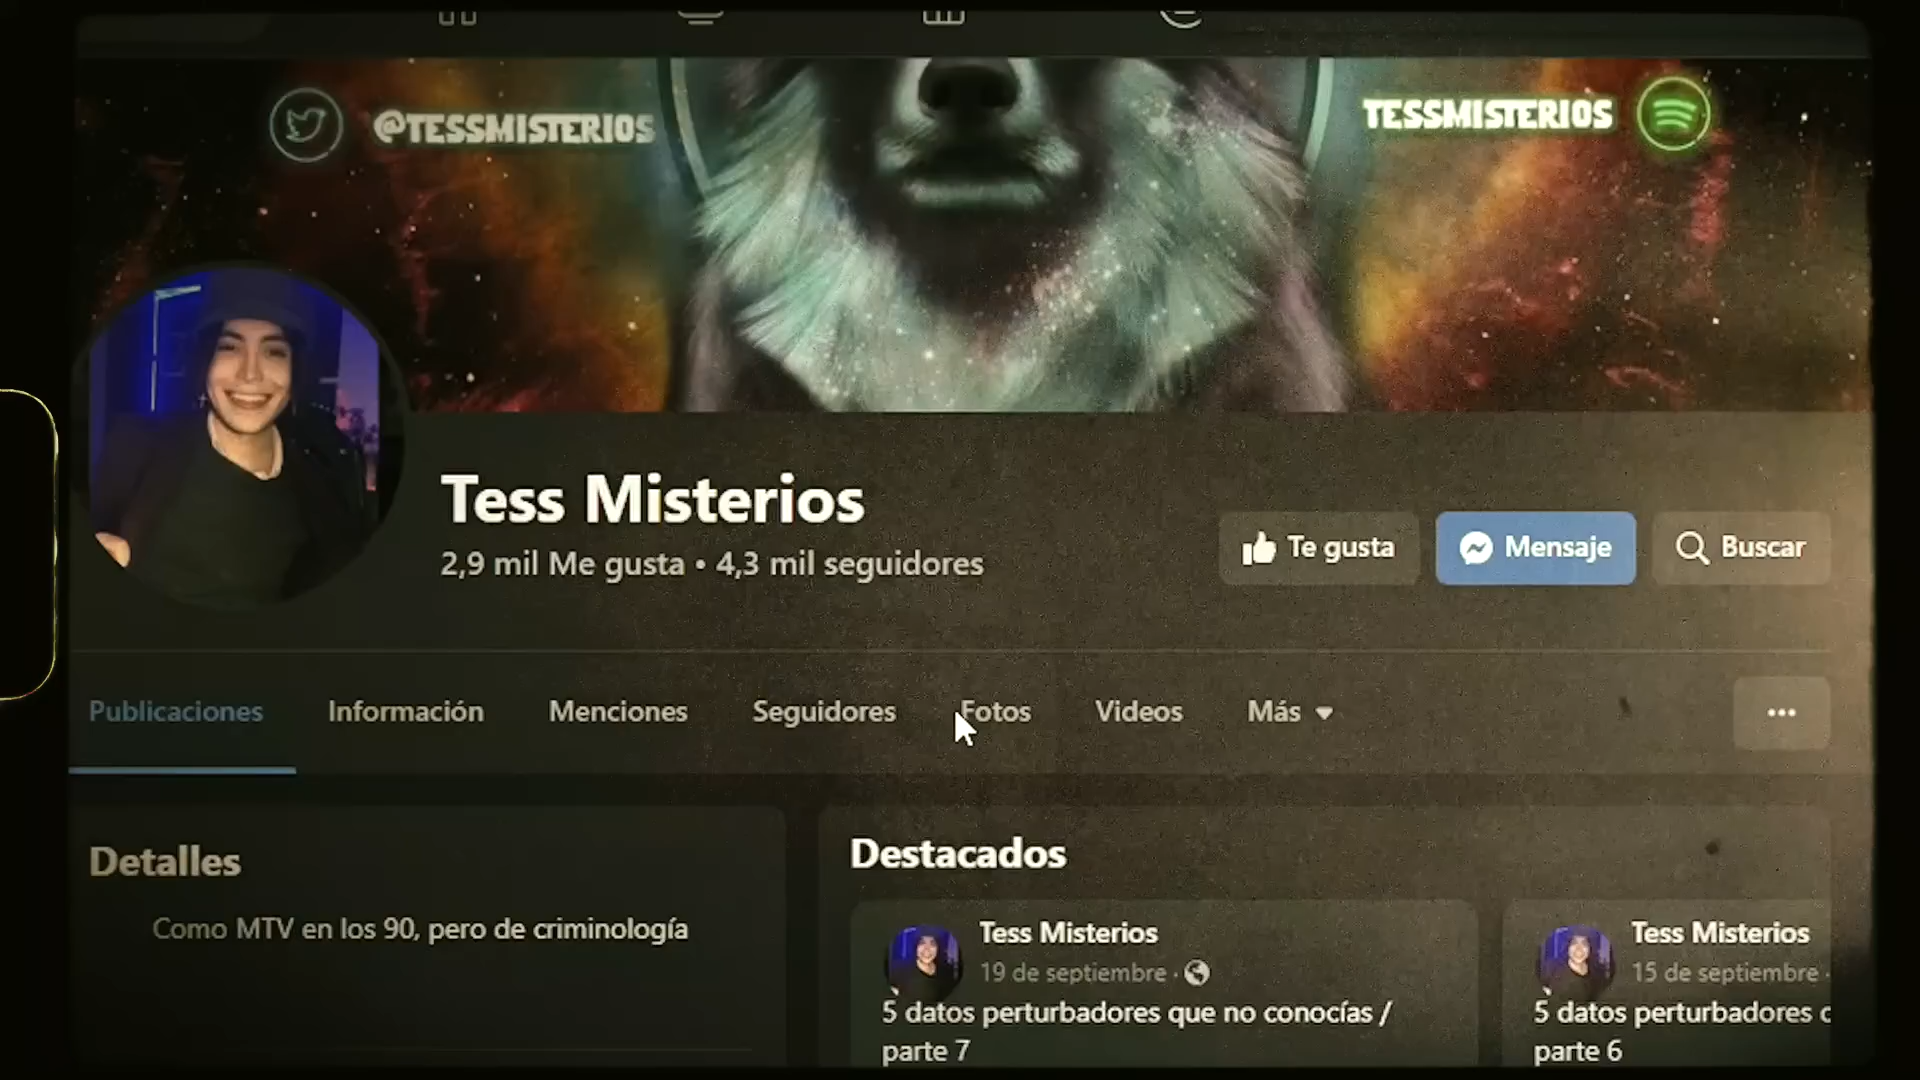 @TESSMISTERIOS
TESSMISTERIOS
Tess Misterios
2,9 mil Me gusta • 4,3 mil seguidores
Te gusta
Mensaje
Buscar
Publicaciones
Información
Menciones
Seguidores
Fotos
Videos
Más
Detalles
Como MTV en los 90, pero de criminología
Destacados
Tess Misterios
19 de septiembre ·
5 datos perturbadores que no conocías /
parte 7
Tess Misterios
15 de septiembre ·
5 datos perturbadores
parte 6